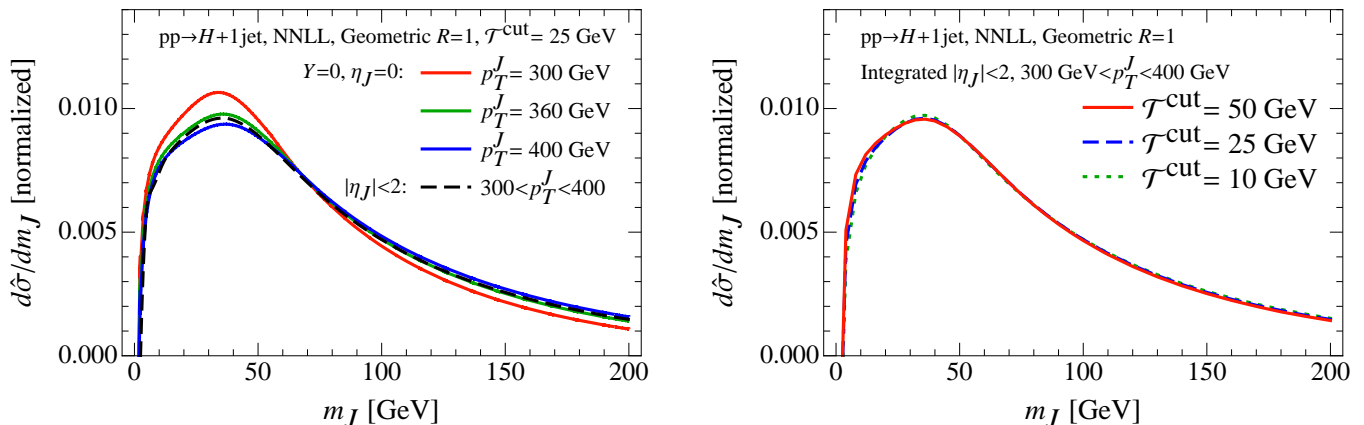 pp→H+1jet, NNLL, Geometric R=1, 𝒯^cut= 25 GeV
Y=0, η_J=0:
p_T^J= 300 GeV
p_T^J= 360 GeV
p_T^J= 400 GeV
|η_J|<2:
300<p_T^J<400
dσ̂/dm_J [normalized]
0.010
0.005
0.000
0 50 100 150 200
m_J [GeV]
pp→H+1jet, NNLL, Geometric R=1
Integrated |η_J|<2, 300 GeV<p_T^J<400 GeV
𝒯^cut= 50 GeV
𝒯^cut= 25 GeV
𝒯^cut= 10 GeV
dσ̂/dm_J [normalized]
0.010
0.005
0.000
0 50 100 150 200
m_J [GeV]